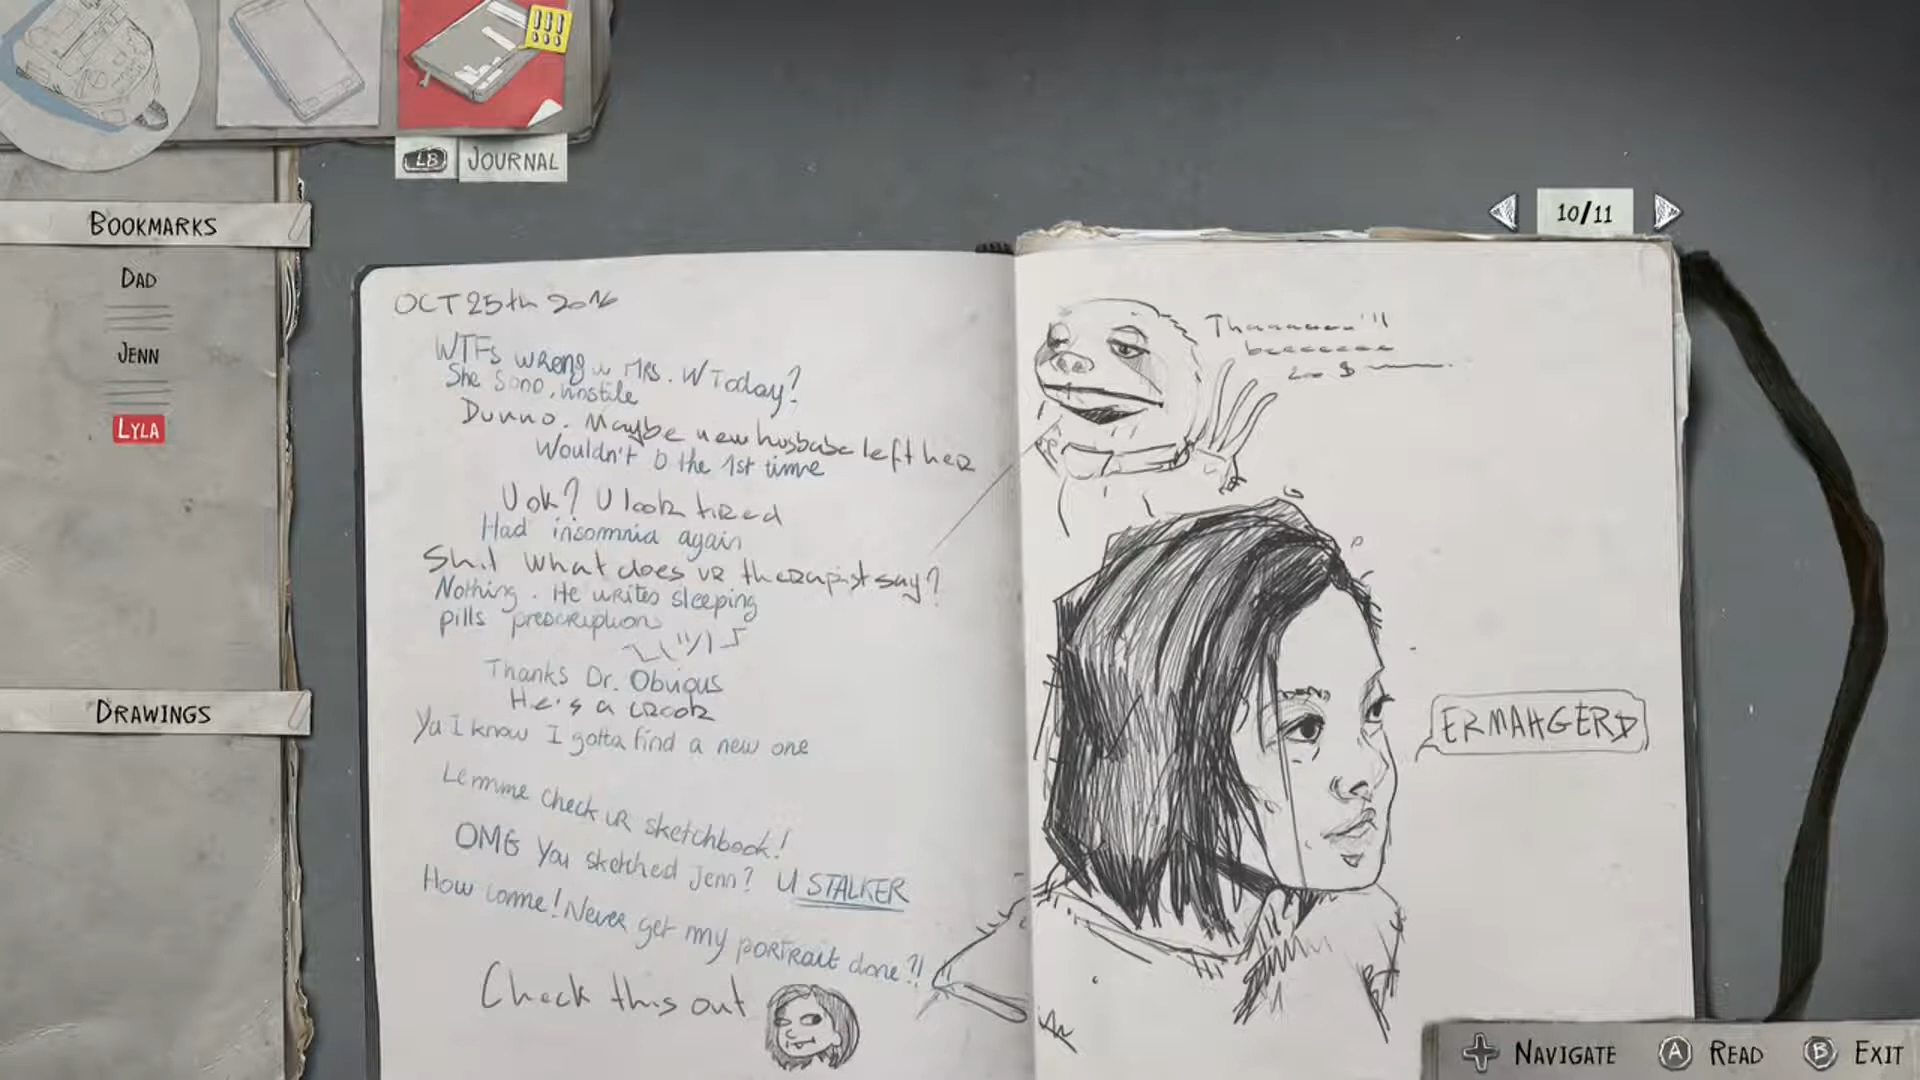 LB JOURNAL
10/11
BOOKMARKS
DAD
JENN
LYLA
DRAWINGS
OCT 25th 2016
WTFs wrong w MRS. W Today?
She Sooo, hostile
Dunno. Maybe new husbabe left her
Wouldn't b the 1st time
U ok? U look tired
Had insomnia again
Shit What does ur therapist say?
Nothing. He writes sleeping
pills prescriptions
Thanks Dr. Obvious
He's a crook
Ya I know I gotta find a new one
Lemme check ur sketchbook!
OMG You sketched Jenn? U STALKER
How come! Never get my portrait done?!
Check this out
ERMAHGERD
NAVIGATE A READ B EXIT